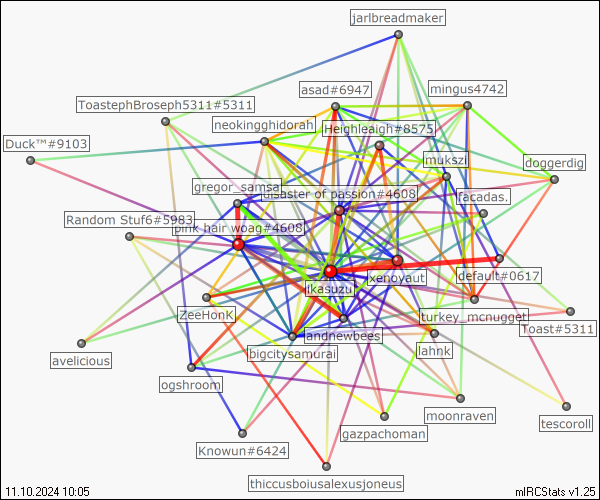 jarlbreadmaker
asad#6947
mingus4742
ToastephBroseph5311#5311
neokingghidorah
Heighleaigh#8575
Duck™#9103
mukszi
doggerdig
gregor_samsa
disaster of passion#4608
facadas.
Random Stuf6#5983
pink hair woag#4608
xenoyaut
default#0617
ikasuzu
ZeeHonK
turkey_mcnugget
Toast#5311
andnewbees
avelicious
bigcitysamurai
lahnk
ogshroom
moonraven
tescoroll
gazpachoman
Knowun#6424
thiccusboiusalexusjoneus
11.10.2024 10:05
mIRCStats v1.25